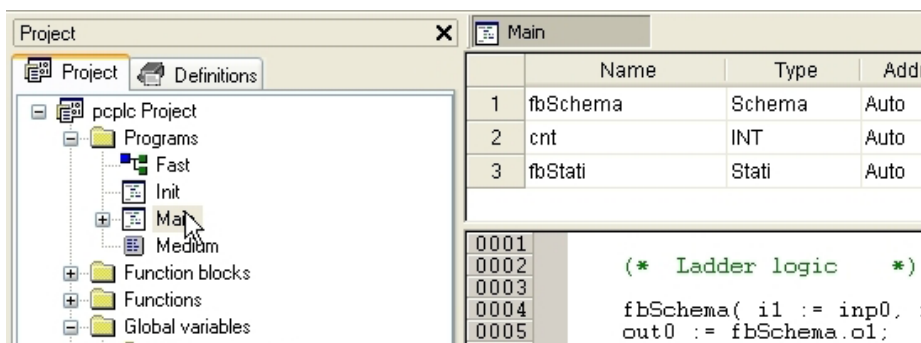 Project
Project Definitions
pcplc Project
Programs
Fast
Init
Main
Medium
Function blocks
Functions
Global variables
Main
Name Type Add
1 fbSchema Schema Auto
2 cnt INT Auto
3 fbStati Stati Auto
0001
0002 (* Ladder logic *)
0003
0004 fbSchema( i1 := inp0,
0005 out0 := fbSchema.o1;